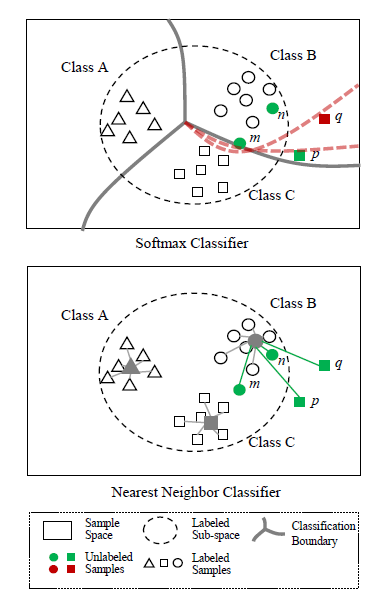 Class A
Class B
n
q
m
p
Class C
Softmax Classifier
Class A
Class B
n
q
m
p
Class C
Nearest Neighbor Classifier
Sample
Space
Labeled
Sub-space
Classification
Boundary
Unlabeled
Samples
Labeled
Samples